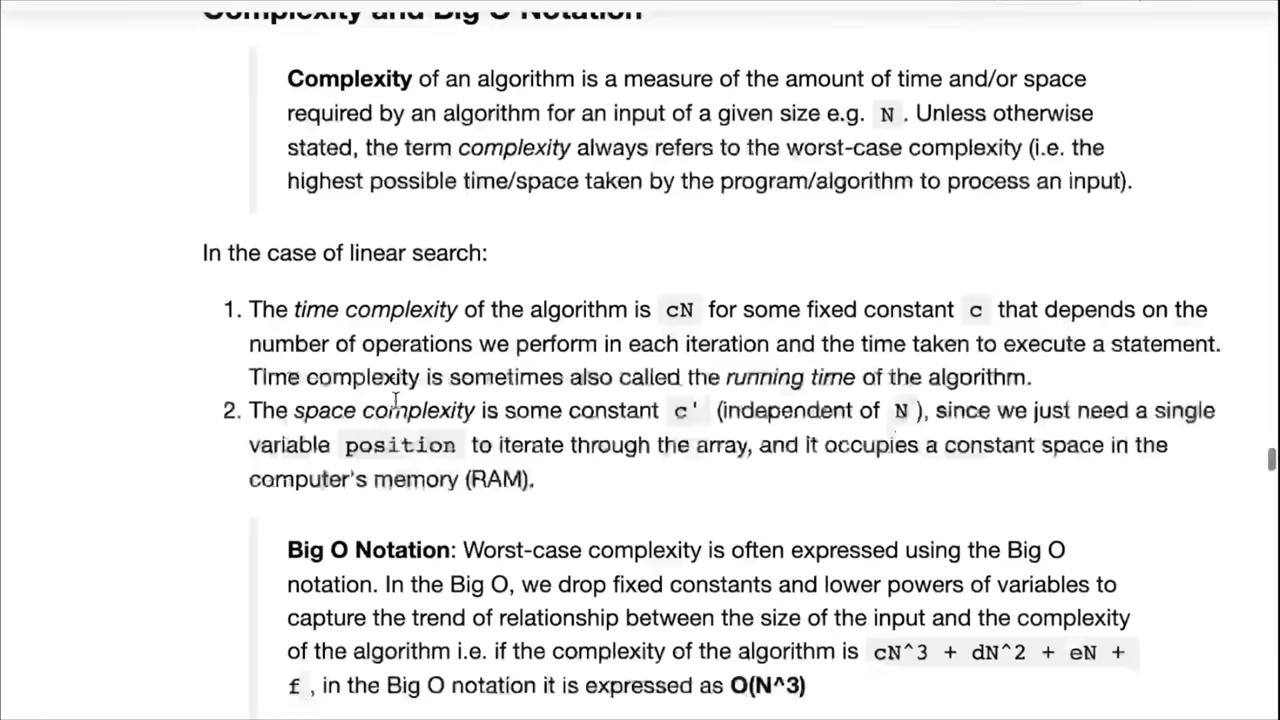 Complexity and Big O Notation
Complexity of an algorithm is a measure of the amount of time and/or space
required by an algorithm for an input of a given size e.g. N . Unless otherwise
stated, the term complexity always refers to the worst-case complexity (i.e. the
highest possible time/space taken by the program/algorithm to process an input).
In the case of linear search:
1. The time complexity of the algorithm is cN for some fixed constant c that depends on the
number of operations we perform in each iteration and the time taken to execute a statement.
Time complexity is sometimes also called the running time of the algorithm.
2. The space complexity is some constant c' (independent of N ), since we just need a single
variable position to iterate through the array, and it occupies a constant space in the
computer's memory (RAM).
Big O Notation: Worst-case complexity is often expressed using the Big O
notation. In the Big O, we drop fixed constants and lower powers of variables to
capture the trend of relationship between the size of the input and the complexity
of the algorithm i.e. if the complexity of the algorithm is cN^3 + dN^2 + eN +
f , in the Big O notation it is expressed as O(N^3)